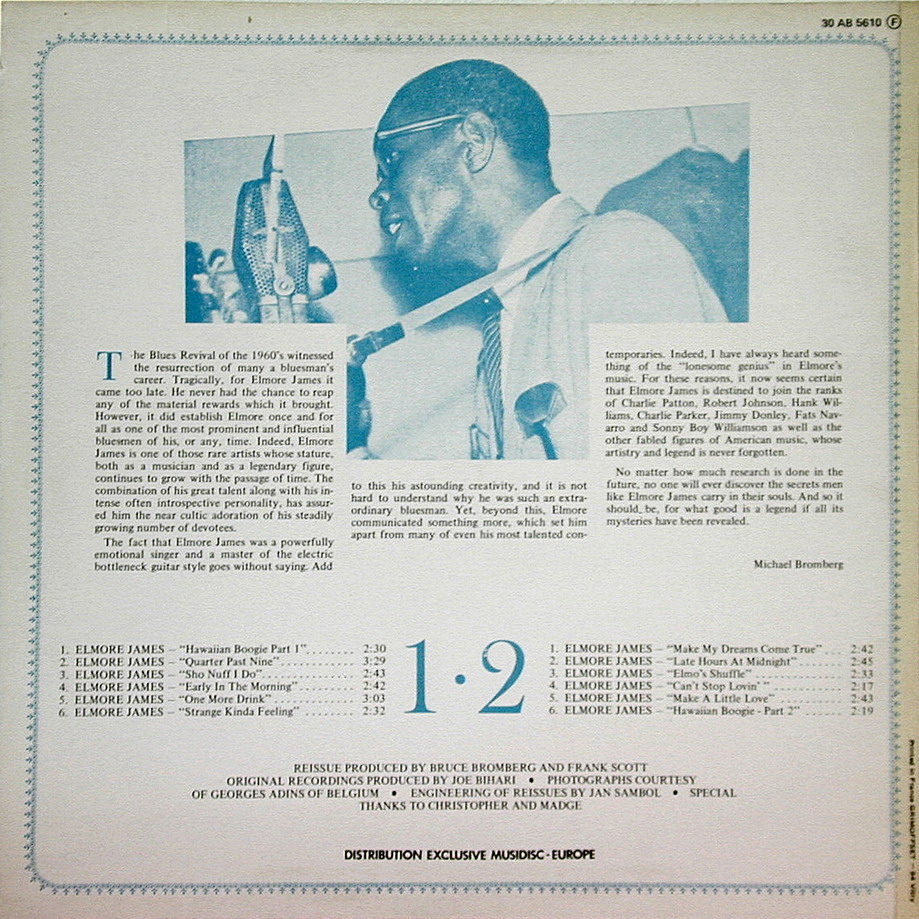 30 AB 5610 Ⓕ
The Blues Revival of the 1960's witnessed
the resurrection of many a bluesman's
career. Tragically, for Elmore James it
came too late. He never had the chance to reap
any of the material rewards which it brought.
However, it did establish Elmore once and for
all as one of the most prominent and influential
bluesmen of his, or any, time. Indeed, Elmore
James is one of those rare artists whose stature,
both as a musician and as a legendary figure,
continues to grow with the passage of time. The
combination of his great talent along with his in-
tense often introspective personality, has assur-
ed him the near cultic adoration of his steadily
growing number of devotees.
The fact that Elmore James was a powerfully
emotional singer and a master of the electric
bottleneck guitar style goes without saying. Add
to this his astounding creativity, and it is not
hard to understand why he was such an extra-
ordinary bluesman. Yet, beyond this, Elmore
communicated something more, which set him
apart from many of even his most talented con-
temporaries. Indeed, I have always heard some-
thing of the "lonesome genius" in Elmore's
music. For these reasons, it now seems certain
that Elmore James is destined to join the ranks
of Charlie Patton, Robert Johnson, Hank Wil-
liams, Charlie Parker, Jimmy Donley, Fats Nav-
arro and Sonny Boy Williamson as well as the
other fabled figures of American music, whose
artistry and legend is never forgotten.
No matter how much research is done in the
future, no one will ever discover the secrets men
like Elmore James carry in their souls. And so it
should be, for what good is a legend if all its
mysteries have been revealed.
Michael Bromberg
1. ELMORE JAMES – "Hawaiian Boogie Part 1"........ 2:30
2. ELMORE JAMES – "Quarter Past Nine"............ 3:29
3. ELMORE JAMES – "Sho Nuff I Do"................ 2:43
4. ELMORE JAMES – "Early In The Morning"......... 2:42
5. ELMORE JAMES – "One More Drink"............... 3:03
6. ELMORE JAMES – "Strange Kinda Feeling"......... 2:32
1·2
1. ELMORE JAMES – "Make My Dreams Come True"... 2:42
2. ELMORE JAMES – "Late Hours At Midnight"....... 2:45
3. ELMORE JAMES – "Elmo's Shuffle"............... 2:33
4. ELMORE JAMES – "Can't Stop Lovin' "............ 2:17
5. ELMORE JAMES – "Make A Little Love"........... 2:43
6. ELMORE JAMES – "Hawaiian Boogie - Part 2"...... 2:19
REISSUE PRODUCED BY BRUCE BROMBERG AND FRANK SCOTT
ORIGINAL RECORDINGS PRODUCED BY JOE BIHARI • PHOTOGRAPHS COURTESY
OF GEORGES ADINS OF BELGIUM • ENGINEERING OF REISSUES BY JAN SAMBOL • SPECIAL
THANKS TO CHRISTOPHER AND MADGE
DISTRIBUTION EXCLUSIVE MUSIDISC - EUROPE
Printed in France GRIMOFFSET – 94 Vitry